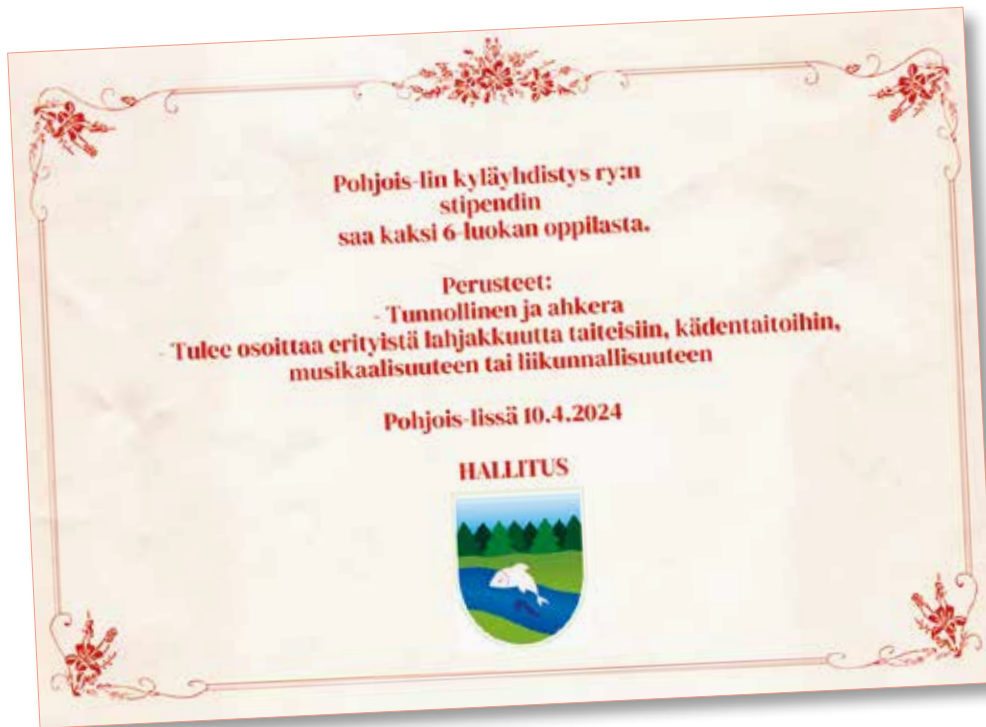 Pohjois-Iin kyläyhdistys ry:n
stipendin
saa kaksi 6-luokan oppilasta.
Perusteet:
- Tunnollinen ja ahkera
- Tulee osoittaa erityistä lahjakkuutta taiteisiin, kädentaitoihin,
musikaalisuuteen tai liikunnallisuuteen
Pohjois-Iissä 10.4.2024
HALLITUS